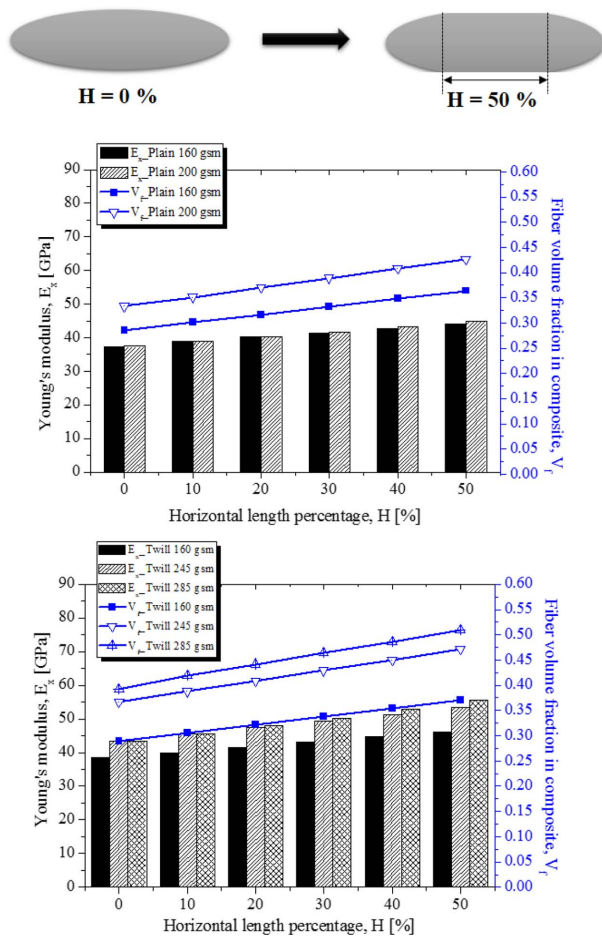 H = 0 %
H = 50 %
E_x_Plain 160 gsm
E_x_Plain 200 gsm
V_f_Plain 160 gsm
V_f_Plain 200 gsm
90
80
70
60
50
40
30
20
10
0
Young's modulus, E_x [GPa]
0.60
0.55
0.50
0.45
0.40
0.35
0.30
0.25
0.20
0.15
0.10
0.05
0.00
Fiber volume fraction in composite, V_f
0 10 20 30 40 50
Horizontal length percentage, H [%]
E_x_Twill 160 gsm
E_x_Twill 245 gsm
E_x_Twill 285 gsm
V_f_Twill 160 gsm
V_f_Twill 245 gsm
V_f_Twill 285 gsm
90
80
70
60
50
40
30
20
10
0
Young's modulus, E_x [GPa]
0.60
0.55
0.50
0.45
0.40
0.35
0.30
0.25
0.20
0.15
0.10
0.05
0.00
Fiber volume fraction in composite, V_f
0 10 20 30 40 50
Horizontal length percentage, H [%]